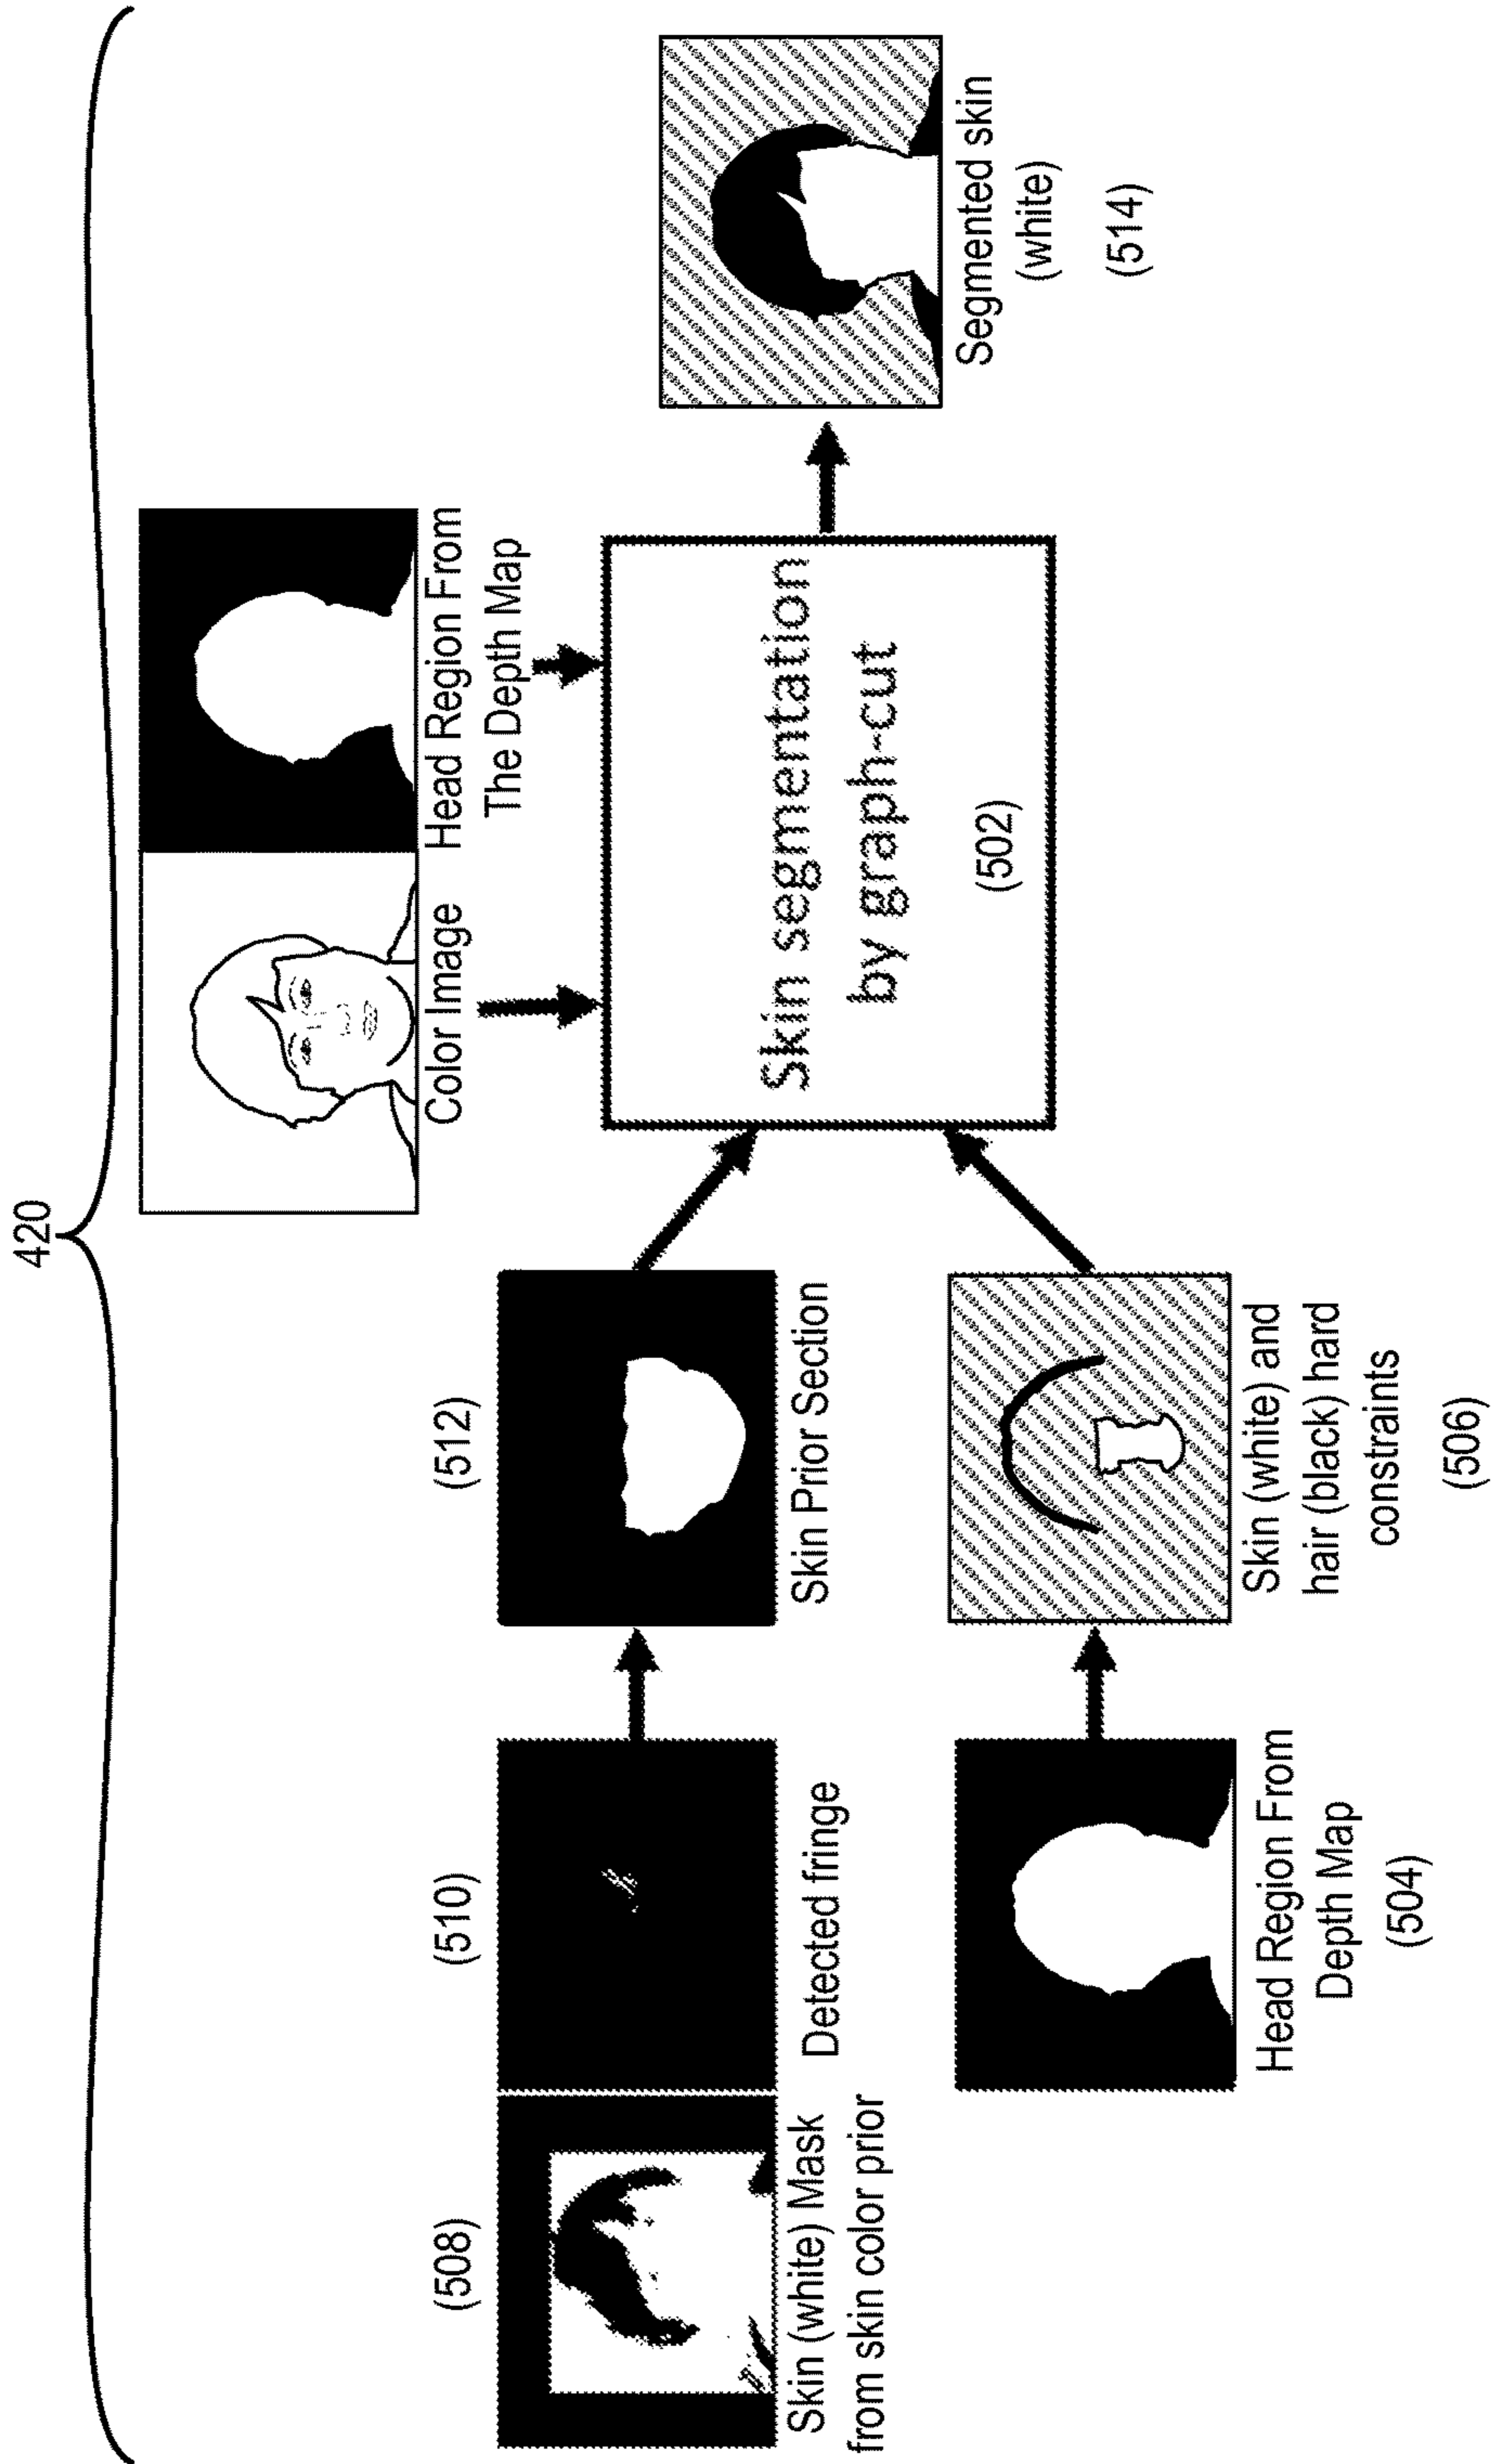 420
Color Image
Head Region From
The Depth Map
(508)
(510)
(512)
Skin (white) Mask
from skin color prior
Detected fringe
Skin Prior Section
Skin segmentation
by graph-cut
(502)
Segmented skin
(white)
(514)
Head Region From
Depth Map
(504)
Skin (white) and
hair (black) hard
constraints
(506)